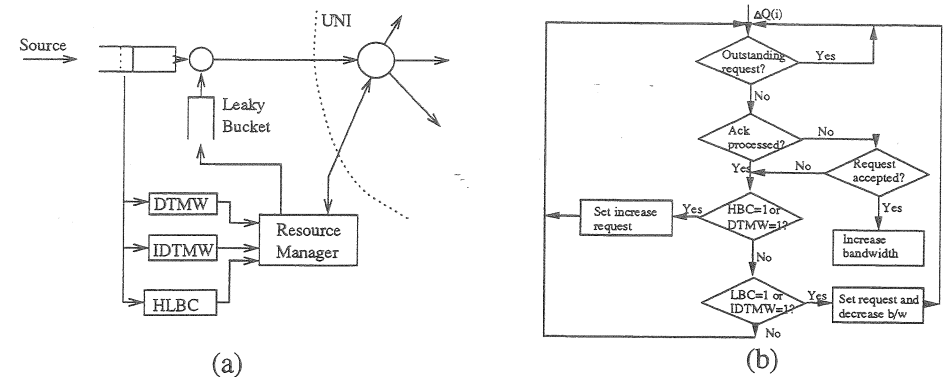 Source
UNI
Leaky
Bucket
DTMW
IDTMW
HLBC
Resource
Manager
(a)
ΔQ(i)
Outstanding
request?
Yes
No
Ack
processed?
No
Yes
No
Request
accepted?
Yes
Increase
bandwidth
HBC=1or
DTMW=1?
Yes
Set increase
request
No
LBC=1 or
IDTMW=1?
Yes
Set request and
decrease b/w
No
(b)